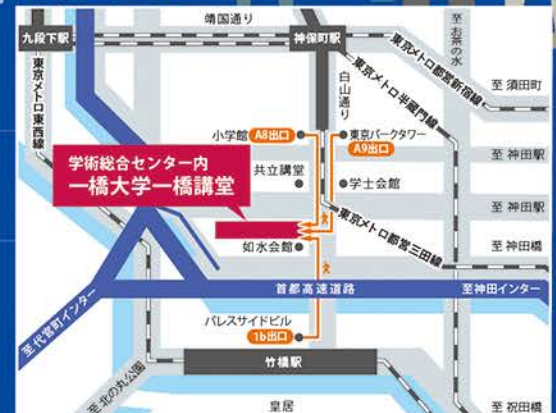 靖国通り
至お茶の水
九段下駅
神保町駅
東京メトロ都営新宿線
東京メトロ半蔵門線
至 須田町
東京メトロ東西線
白山通り
小学館 A8出口
東京パークタワー
A9出口
至 神田駅
学術総合センター内
一橋大学一橋講堂
共立講堂
学士会館
至 神田駅
東京メトロ都営三田線
如水会館
至 神田橋
首都高速道路
至神田インター
至 代官町インター
パレスサイドビル
1b出口
竹橋駅
至 北の丸公園
皇居
至 祝田橋